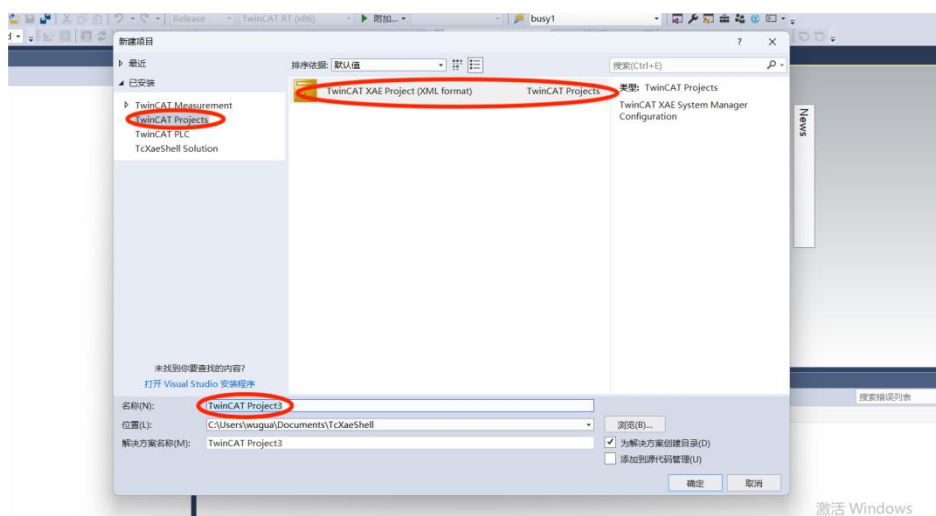 Release
TwinCAT RT (x86)
附加...
busy1
新建项目
? ×
最近
排序依据: 默认值
搜索(Ctrl+E)
已安装
TwinCAT Measurement
TwinCAT Projects
TwinCAT PLC
TcXaeShell Solution
TwinCAT XAE Project (XML format)
TwinCAT Projects
类型: TwinCAT Projects
TwinCAT XAE System Manager
Configuration
News
未找到你要查找的内容?
打开 Visual Studio 安装程序
名称(N):
TwinCAT Project3
位置(L):
C:\Users\wugua\Documents\TcXaeShell
浏览(B)...
解决方案名称(M):
TwinCAT Project3
为解决方案创建目录(D)
添加到源代码管理(U)
确定
取消
搜索错误列表
激活 Windows